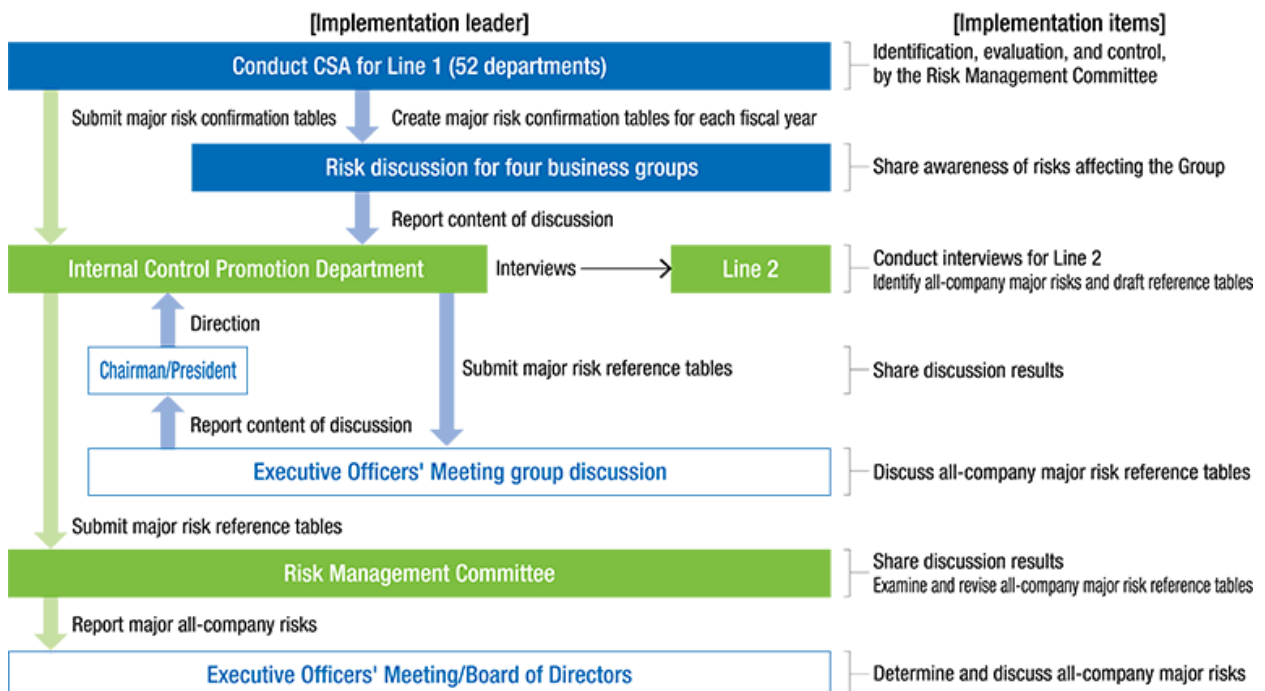 [Implementation leader]
[Implementation items]
Conduct CSA for Line 1 (52 departments)
Identification, evaluation, and control,
by the Risk Management Committee
Submit major risk confirmation tables
Create major risk confirmation tables for each fiscal year
Risk discussion for four business groups
Share awareness of risks affecting the Group
Report content of discussion
Internal Control Promotion Department
Interviews
Line 2
Conduct interviews for Line 2
Identify all-company major risks and draft reference tables
Direction
Chairman/President
Submit major risk reference tables
Share discussion results
Report content of discussion
Executive Officers' Meeting group discussion
Discuss all-company major risk reference tables
Submit major risk reference tables
Risk Management Committee
Share discussion results
Examine and revise all-company major risk reference tables
Report major all-company risks
Executive Officers' Meeting/Board of Directors
Determine and discuss all-company major risks